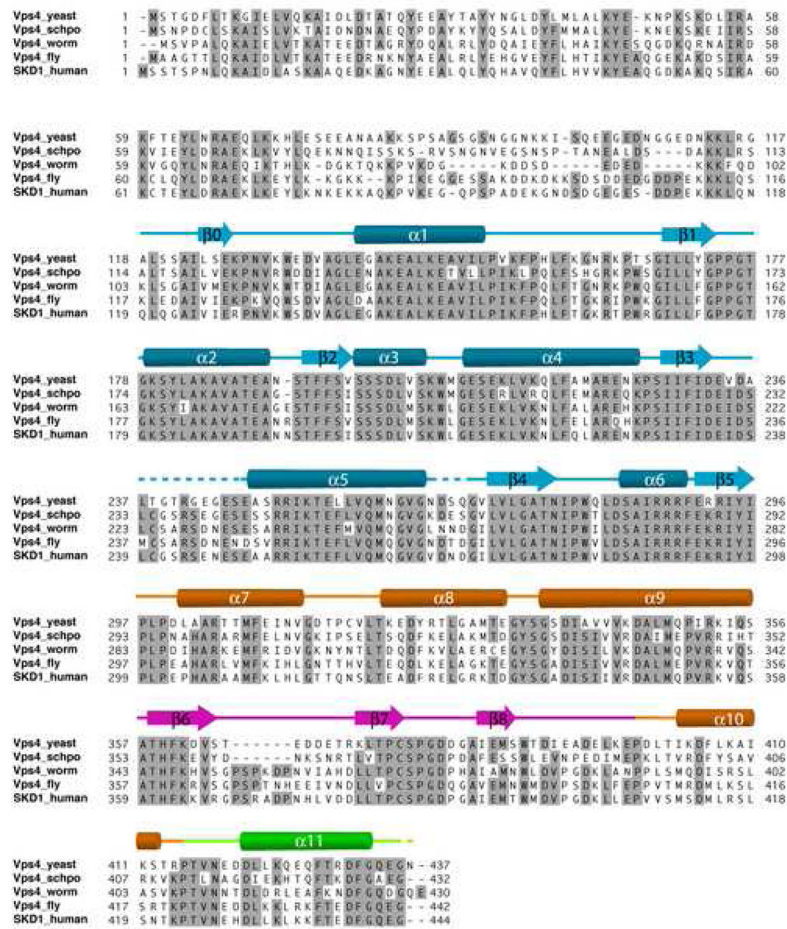 Vps4_yeast 1 -MSTGDFLTKGIELVQKAIDLDTATQYEEAYTAYYNGLDYLMLALKYE-KNPKSKDLIRA 58
Vps4_schpo 1 -MSNPDCLSKAISLVKTAIDNDNAEQYPDAYKYYQSALDYFMMALKYE-KNEKSKEIIRS 58
Vps4_worm 1 --MSVPALQKAIELVTKATEEDTAGRYDQALRLYDQAIEYFLHAIKYESQGDKQRNAIRD 58
Vps4_fly 1 -MAAGTTLQKAIDLVTKATEEDRNKNYAEALRLYEHGVEYFLHTIKYEAQGEKAKDSIRA 59
SKD1_human 1 MSSTSPNLQKAIDLASKAAQEDKAGNYEEALQLYQHAVQYFLHVVKYEAQGDKAKQSIRA 60
Vps4_yeast 59 KFTEYLNRAEQLKKHLESEEANAAKKSPSAGSGSNGGNKKI-SQEEGEDNGGEDNKKLRG 117
Vps4_schpo 59 KVIEYLDRAEKLKVYLQEKNNQISSKS-RVSNGNVEGSNSP-TANEALDS---DAKKLRS 113
Vps4_worm 59 KVGQYLNRAEQIKTHLK-DGKTQKKPVKDG----KDDSD-----EDED----KKKFQD 102
Vps4_fly 60 KCLQYLDRAEKLKEYLK-KGKK--KPIKEGGESSAKDDKDKKSDSDDEDGDDPEKKKLQS 116
SKD1_human 61 KCTEYLDRAEKLKEYLKNKEKKAQKPVKEG-QPSPADEKGNDSDGEGES-DDPEKKKLQN 118
β0 α1 β1
Vps4_yeast 118 ALSSAILSEKPNVKWEDVAGLEGAKEALKEAVILPVKFPHLFKGNRKPTSGILLYGPPGT 177
Vps4_schpo 114 ALTSAILVEKPNVRWDDIAGLENAKEALKETVLLPIKLPQLFSHGRKPWSGILLYGPPGT 173
Vps4_worm 103 KLSGAIVMEKPNVKWTDIAGLEGAKEALKEAVILPIKFPQLFTGNRKPWQGILLFGPPGT 162
Vps4_fly 117 KLEDAIVIEKPKVQWSDVAGLDAAKEALKEAVILPIKFPQLFTGKRIPWKGILLFGPPGT 176
SKD1_human 119 QLQGAIVIERPNVKWSDVAGLEGAKEALKEAVILPIKFPHLFTGKRTPWRGILLFGPPGT 178
α2 β2 α3 α4 β3
Vps4_yeast 178 GKSYLAKAVATEAN-STFFSVSSSDLVSKWMGESEKLVKQLFAMARENKPSIIFIDEVDA 236
Vps4_schpo 174 GKSYLAKAVATEAG-STFFSISSSDLVSKWMGESERLVRQLFEMAREQKPSIIFIDEIDS 232
Vps4_worm 163 GKSYIAKAVATEAGESTFFSISSSDLMSKWLGESEKLVKNLFALAREHKPSIIFIDEIDS 222
Vps4_fly 177 GKSYLAKAVATEANRSTFFSVSSSDLMSKWLGESEKLVKNLFELARQHKPSIIFIDEIDS 236
SKD1_human 179 GKSYLAKAVATEANNSTFFSISSSDLVSKWLGESEKLVKNLFQLARENKPSIIFIDEIDS 238
α5 β4 α6 β5
Vps4_yeast 237 LTGTRGEGESEASRRIKTELLVQMNGVGNDSQGVLVLGATNIPWQLDSAIRRRFERRIYI 296
Vps4_schpo 233 LCGSRSEGESESSRRIKTEFLVQMNGVGKDESGVLVLGATNIPWTLDSAIRRRFEKRIYI 292
Vps4_worm 223 LCSARSDNESESARRIKTEFMVQMQGVGLNNDGILVLGATNIPWILDSAIRRRFEKRIYI 282
Vps4_fly 237 MCSARSDNENDSVRRIKTEFLVQMQGVGNDTDGILVLGATNIPWVLDSAIRRRFEKRIYI 296
SKD1_human 239 LCGSRSENESEAARRIKTEFLVQMQGVGVDNDGILVLGATNIPWVLDSAIRRRFEKRIYI 298
α7 α8 α9
Vps4_yeast 297 PLPDLAARTTMFEINVGDTPCVLTKEDYRTLGAMTEGYSGSDIAVVVKDALMQPIRKIQS 356
Vps4_schpo 293 PLPNAHARARMFELNVGKIPSELTSQDFKELAKMTDGYSGSDISIVVRDAIMEPVRRIHT 352
Vps4_worm 283 PLPDIHARKEMFRIDVGKNYNTLTDQDFKVLAERCEGYSGYDISILVKDALMQPVRRVQS 342
Vps4_fly 297 PLPEAHARLVMFKIHLGNTTHVLTEQDLKELAGKTEGYSGADISIVVRDALMQPVRKVQT 356
SKD1_human 299 PLPEPHARAAMFKLHLGTTQNSLTEADFRELGRKTDGYSGADISIIVRDALMQPVRKVQS 358
β6 β7 β8 α10
Vps4_yeast 357 ATHFKDVST------EDDETRKLTPCSPGDDGAIEMSWTDIEADELKEPDLTIKDFLKAI 410
Vps4_schpo 353 ATHFKEVYD------NKSNRTLVTPCSPGDPDAFESSWLEVNPEDIMEPKLTVRDFYSAV 406
Vps4_worm 343 ATHFKHVSGPSPKDPNVIAHDLLTPCSPGDPHAIAMNWLDVPGDKLANPPLSMQDISRSL 402
Vps4_fly 357 ATHFKRVSGPSPTNHEEIVNDLLVPCSPGDQGAVEMNWMDVPSDKLFEPPVTMRDMLKSL 416
SKD1_human 359 ATHFKKVRGPSRADPNHLVDDLLTPCSPGDPGAIEMTWMDVPGDKLLEPVVSMSDMLRSL 418
α11
Vps4_yeast 411 KSTRPTVNEDDLLKQEQFTRDFGQEGN- 437
Vps4_schpo 407 RKVKPTLNAGDIEKHTQFTKDFGAEG-- 432
Vps4_worm 403 ASVKPTVNNTDLDRLEAFKNDFGQDGQE 430
Vps4_fly 417 SRTKPTVNEDDLKKLRKFTEDFGQEG-- 442
SKD1_human 419 SNTKPTVNEHDLLKLKKFTEDFGQEG-- 444